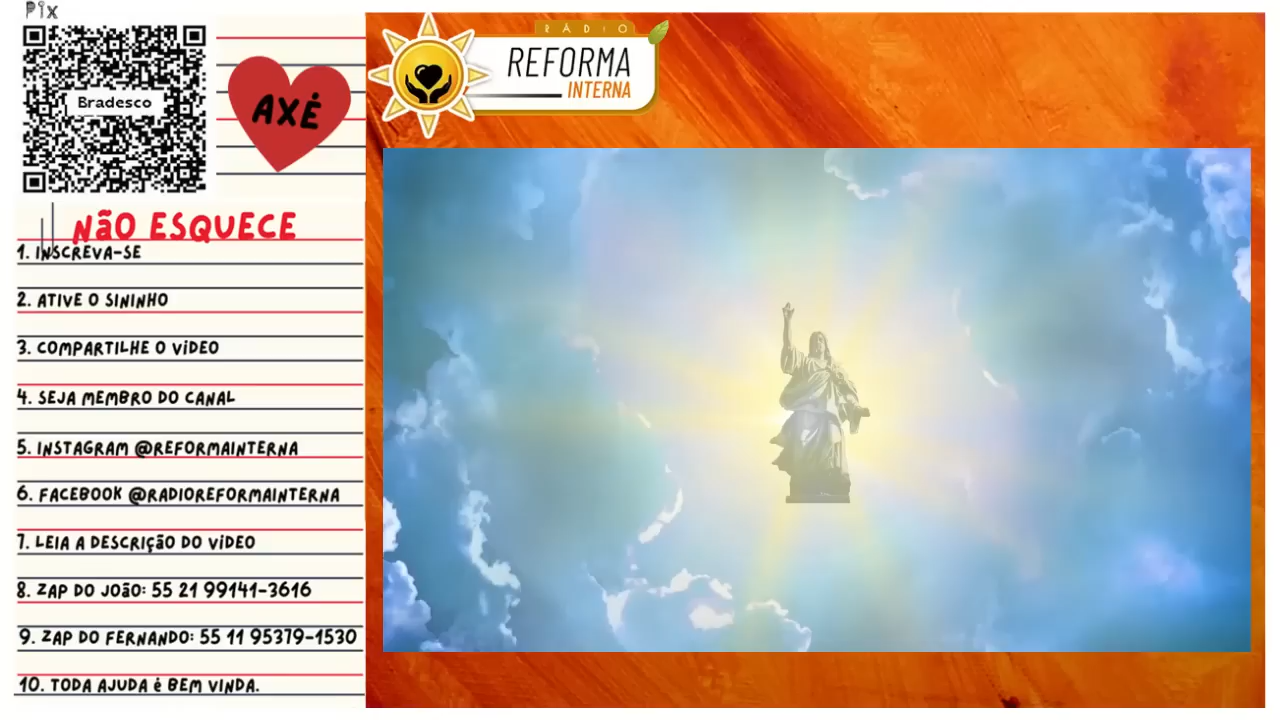 Pix
Bradesco
AXÉ
NÃO ESQUECE
1. INSCREVA-SE
2. ATIVE O SININHO
3. COMPARTILHE O VÍDEO
4. SEJA MEMBRO DO CANAL
5. INSTAGRAM @REFORMAINTERNA
6. FACEBOOK @RADIOREFORMAINTERNA
7. LEIA A DESCRIÇÃO DO VÍDEO
8. ZAP DO JOÃO: 55 21 99141-3616
9. ZAP DO FERNANDO: 55 11 95379-1530
10. TODA AJUDA É BEM VINDA.
RÁDIO
REFORMA
INTERNA